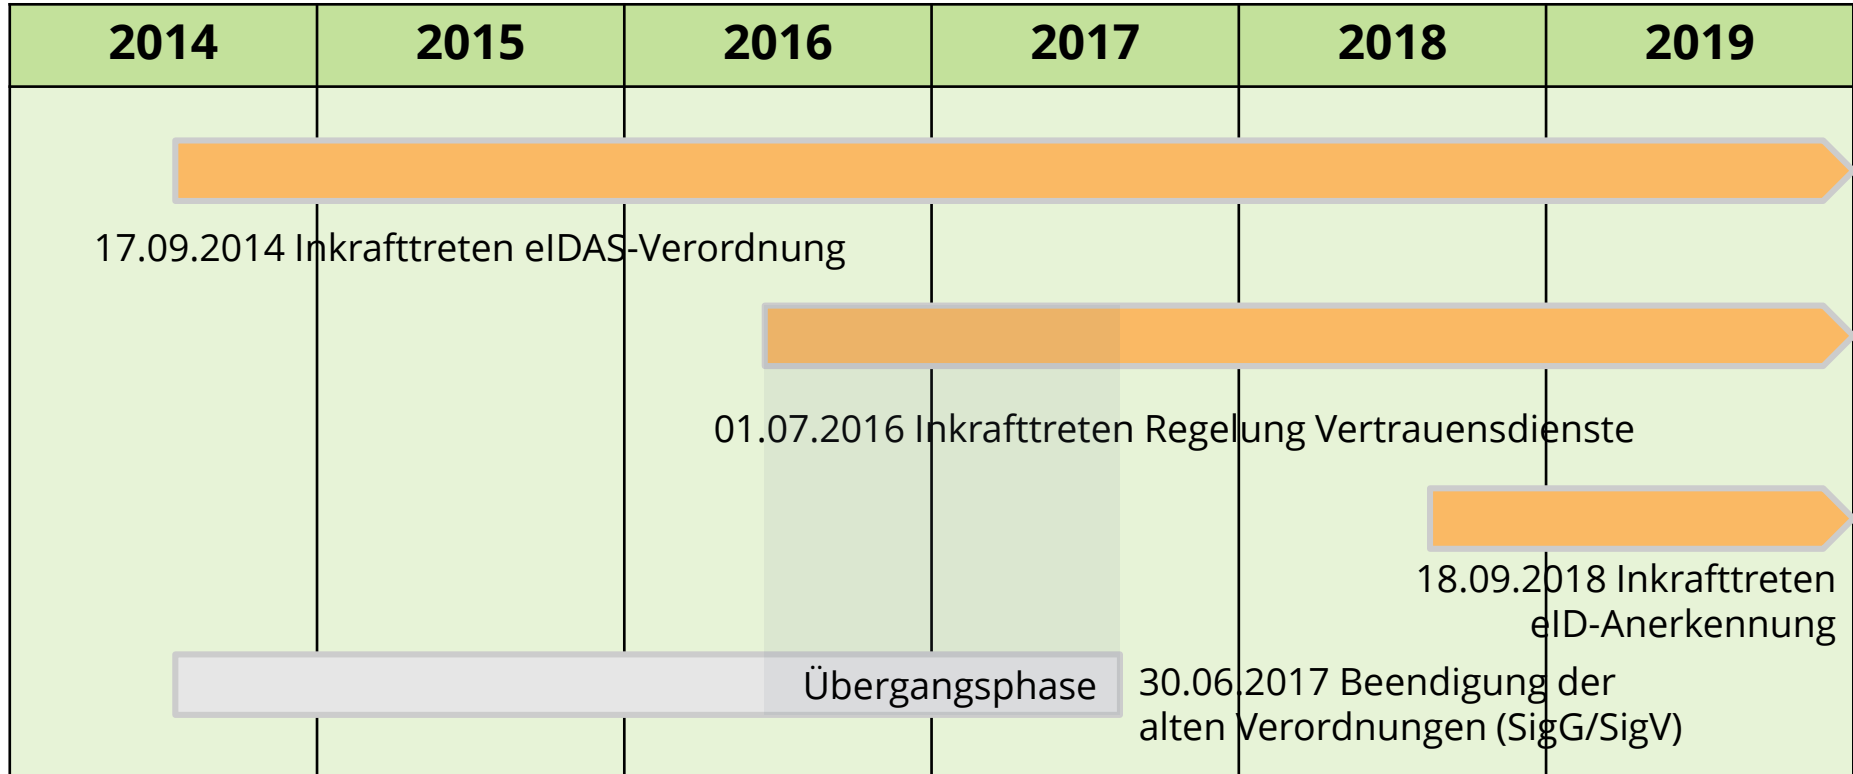 2014 2015 2016 2017 2018 2019
17.09.2014 Inkrafttreten eIDAS-Verordnung
01.07.2016 Inkrafttreten Regelung Vertrauensdienste
18.09.2018 Inkrafttreten
eID-Anerkennung
Übergangsphase
30.06.2017 Beendigung der
alten Verordnungen (SigG/SigV)